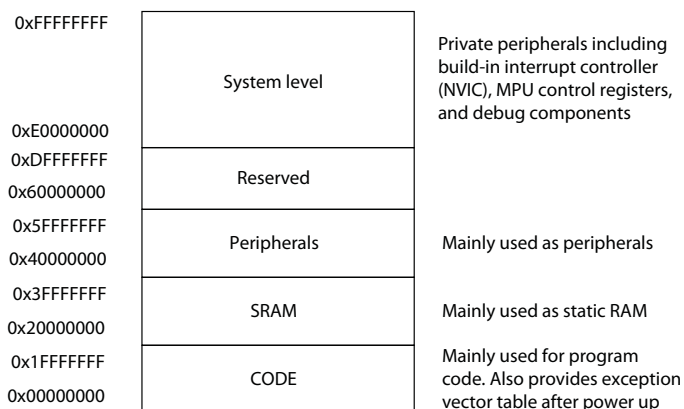 0xFFFFFFFF
System level
Private peripherals including
build-in interrupt controller
(NVIC), MPU control registers,
and debug components
0xE0000000
0xDFFFFFFF
Reserved
0x60000000
0x5FFFFFFF
Peripherals
Mainly used as peripherals
0x40000000
0x3FFFFFFF
SRAM
Mainly used as static RAM
0x20000000
0x1FFFFFFF
CODE
Mainly used for program
code. Also provides exception
vector table after power up
0x00000000